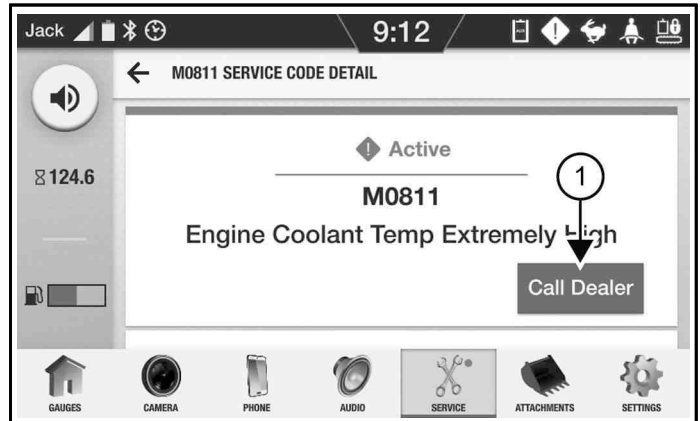 Jack 9:12
M0811 SERVICE CODE DETAIL
124.6
Active
1
M0811
Engine Coolant Temp Extremely High
Call Dealer
GAUGES CAMERA PHONE AUDIO SERVICE ATTACHMENTS SETTINGS